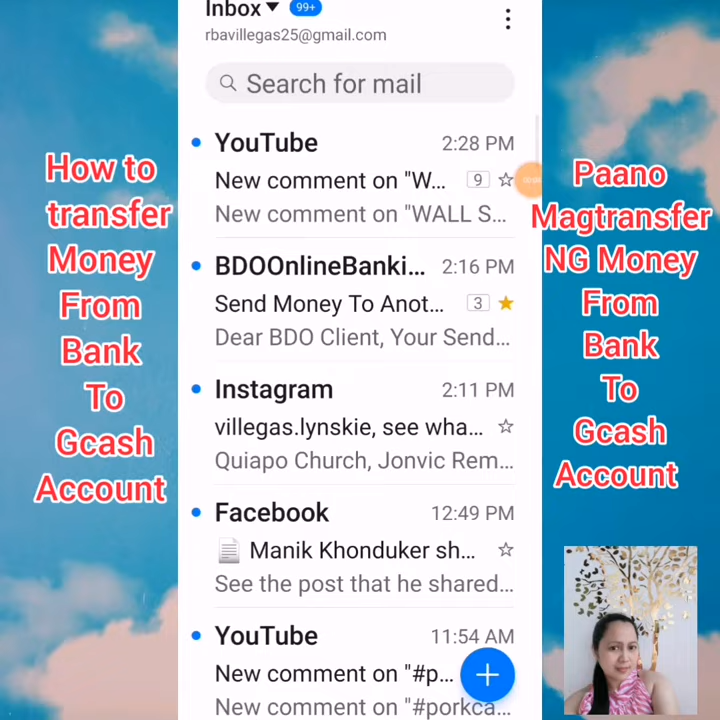 How to
transfer
Money
From
Bank
To
Gcash
Account
Inbox
99+
rbavillegas25@gmail.com
Search for mail
YouTube 2:28 PM
New comment on "W... 9
New comment on "WALL S...
BDOOnlineBanki... 2:16 PM
Send Money To Anot... 3
Dear BDO Client, Your Send...
Instagram 2:11 PM
villegas.lynskie, see wha...
Quiapo Church, Jonvic Rem...
Facebook 12:49 PM
Manik Khonduker sh...
See the post that he shared...
YouTube 11:54 AM
New comment on "#p...
New comment on "#porkca...
Paano
Magtransfer
NG Money
From
Bank
To
Gcash
Account